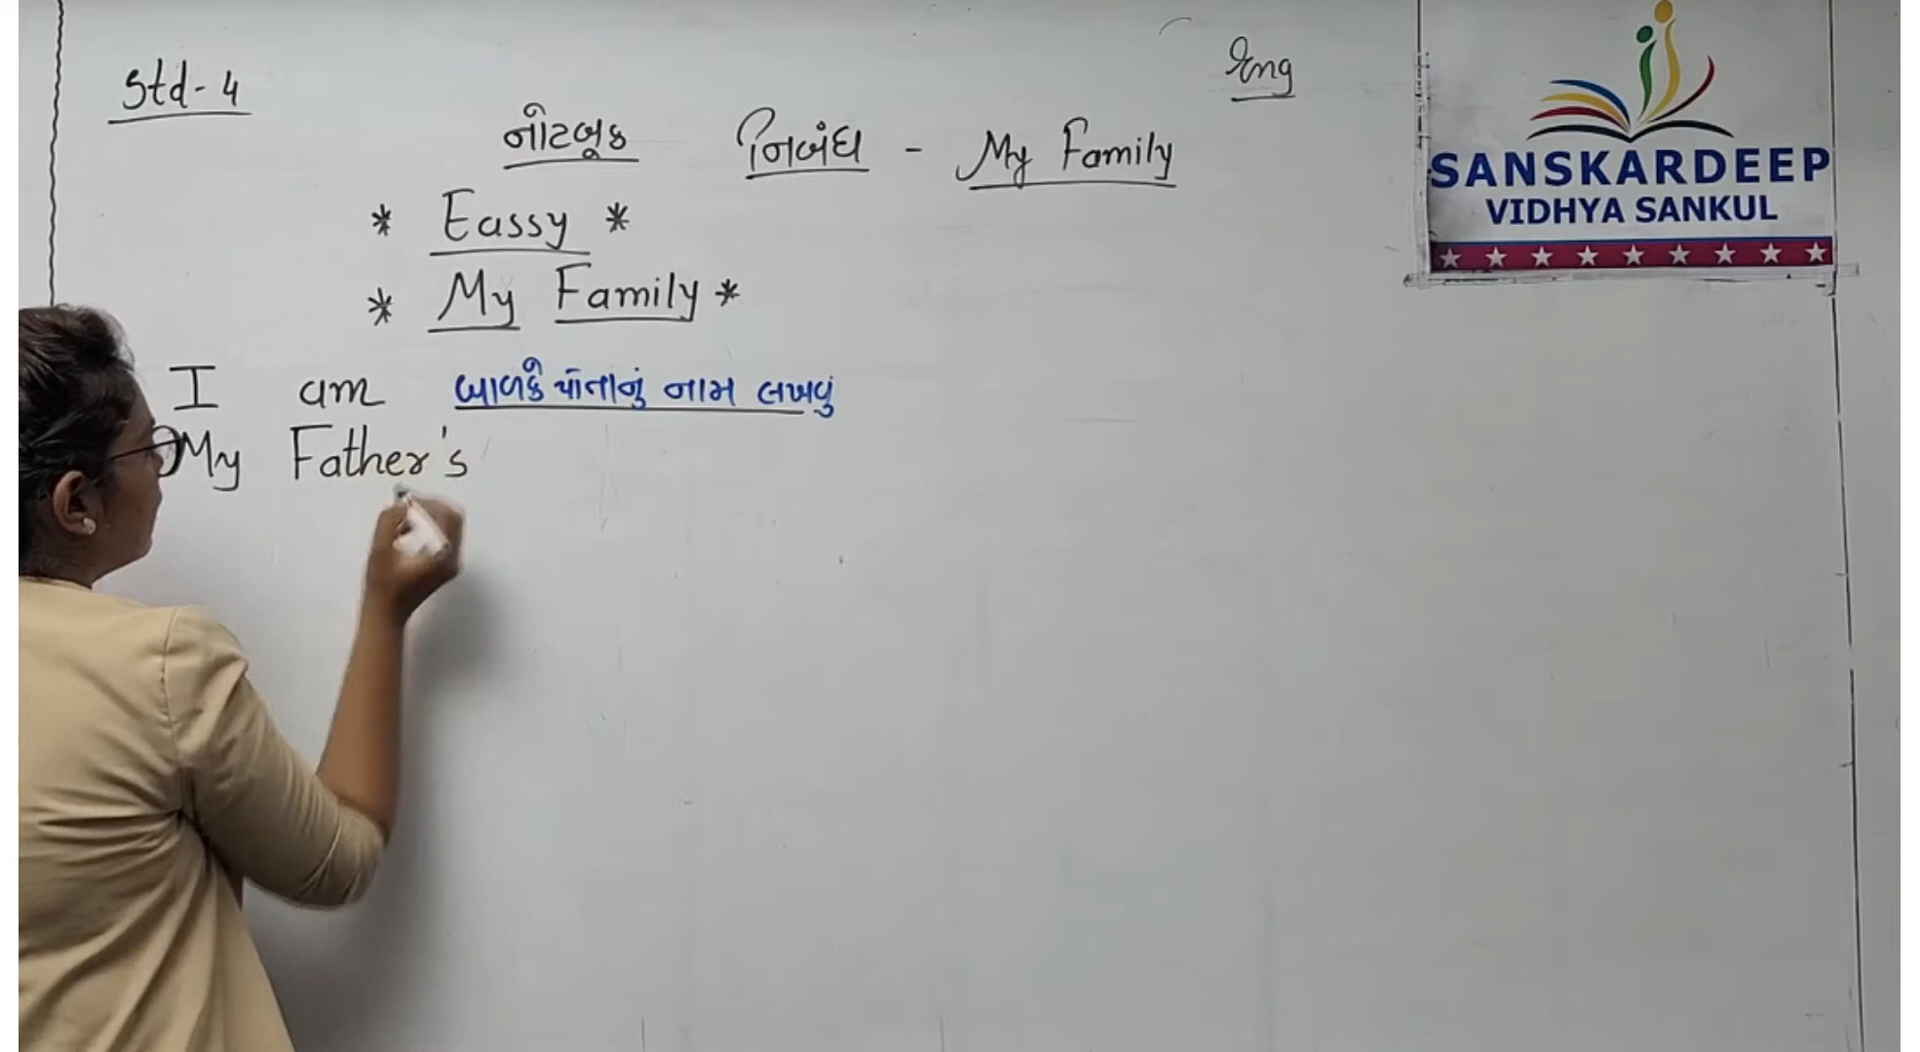 Std-4
Eng
નોટબૂક નિબંધ - My Family
* Eassy *
* My Family *
I am બાળકે પોતાનું નામ લખવું
My Father's
SANSKARDEEP
VIDHYA SANKUL